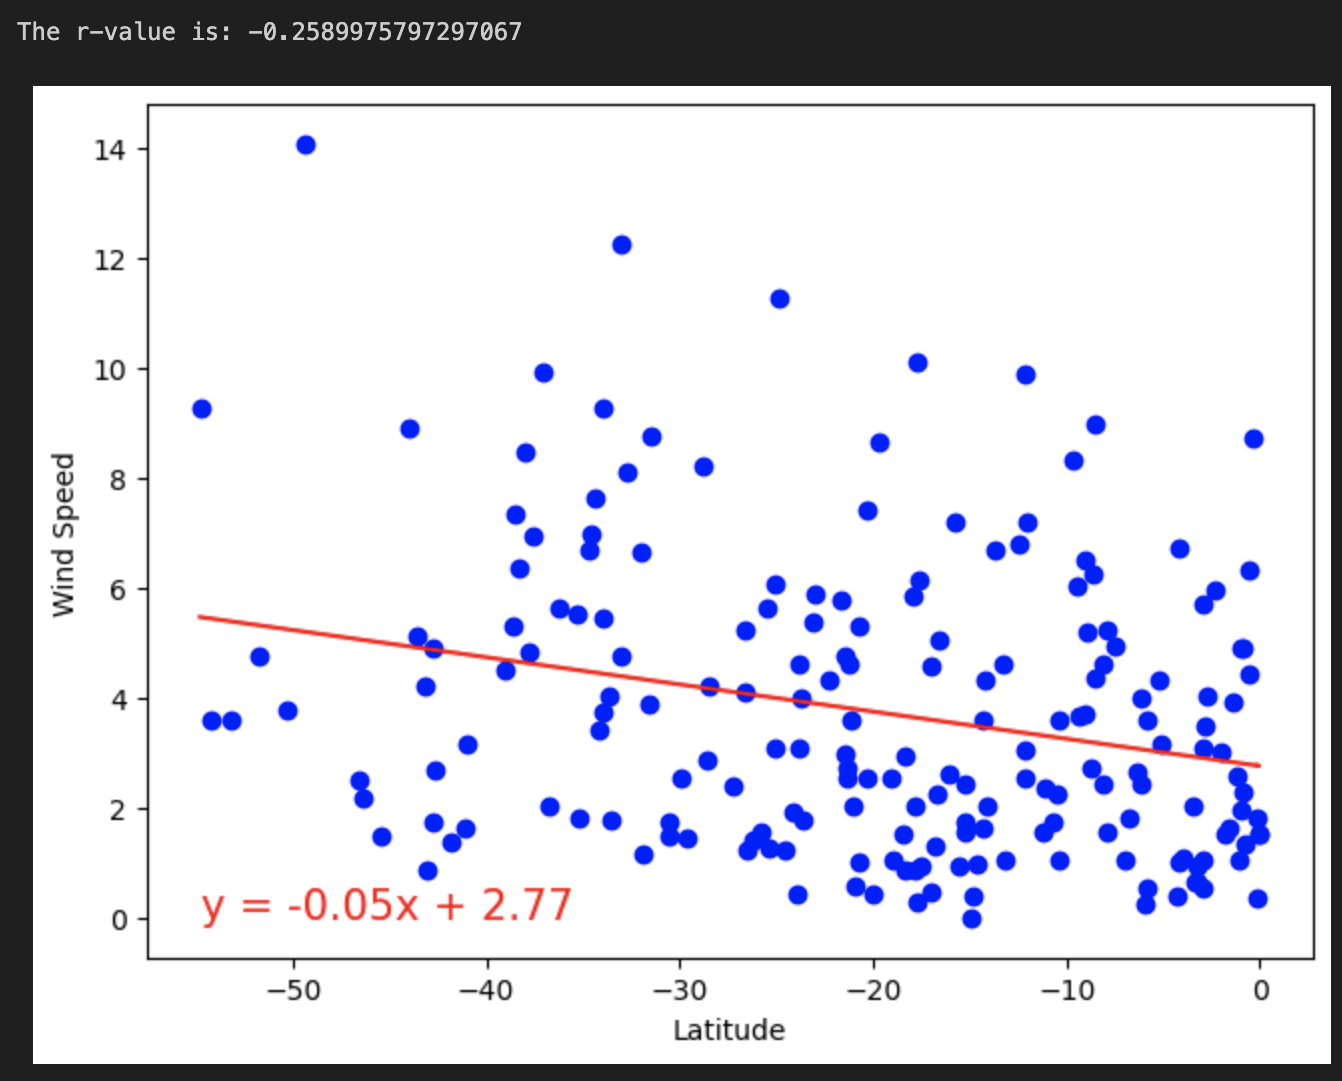 The r-value is: -0.2589975797297067
14
12
10
8
6
4
2
0
Wind Speed
y = -0.05x + 2.77
−50 −40 −30 −20 −10 0
Latitude